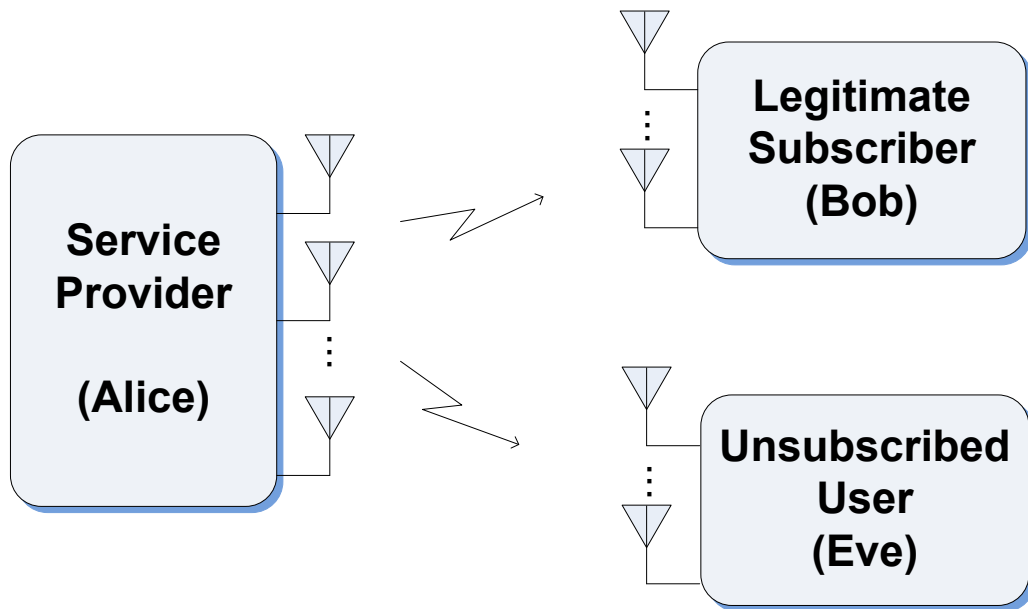 Service
Provider
(Alice)
Legitimate
Subscriber
(Bob)
Unsubscribed
User
(Eve)